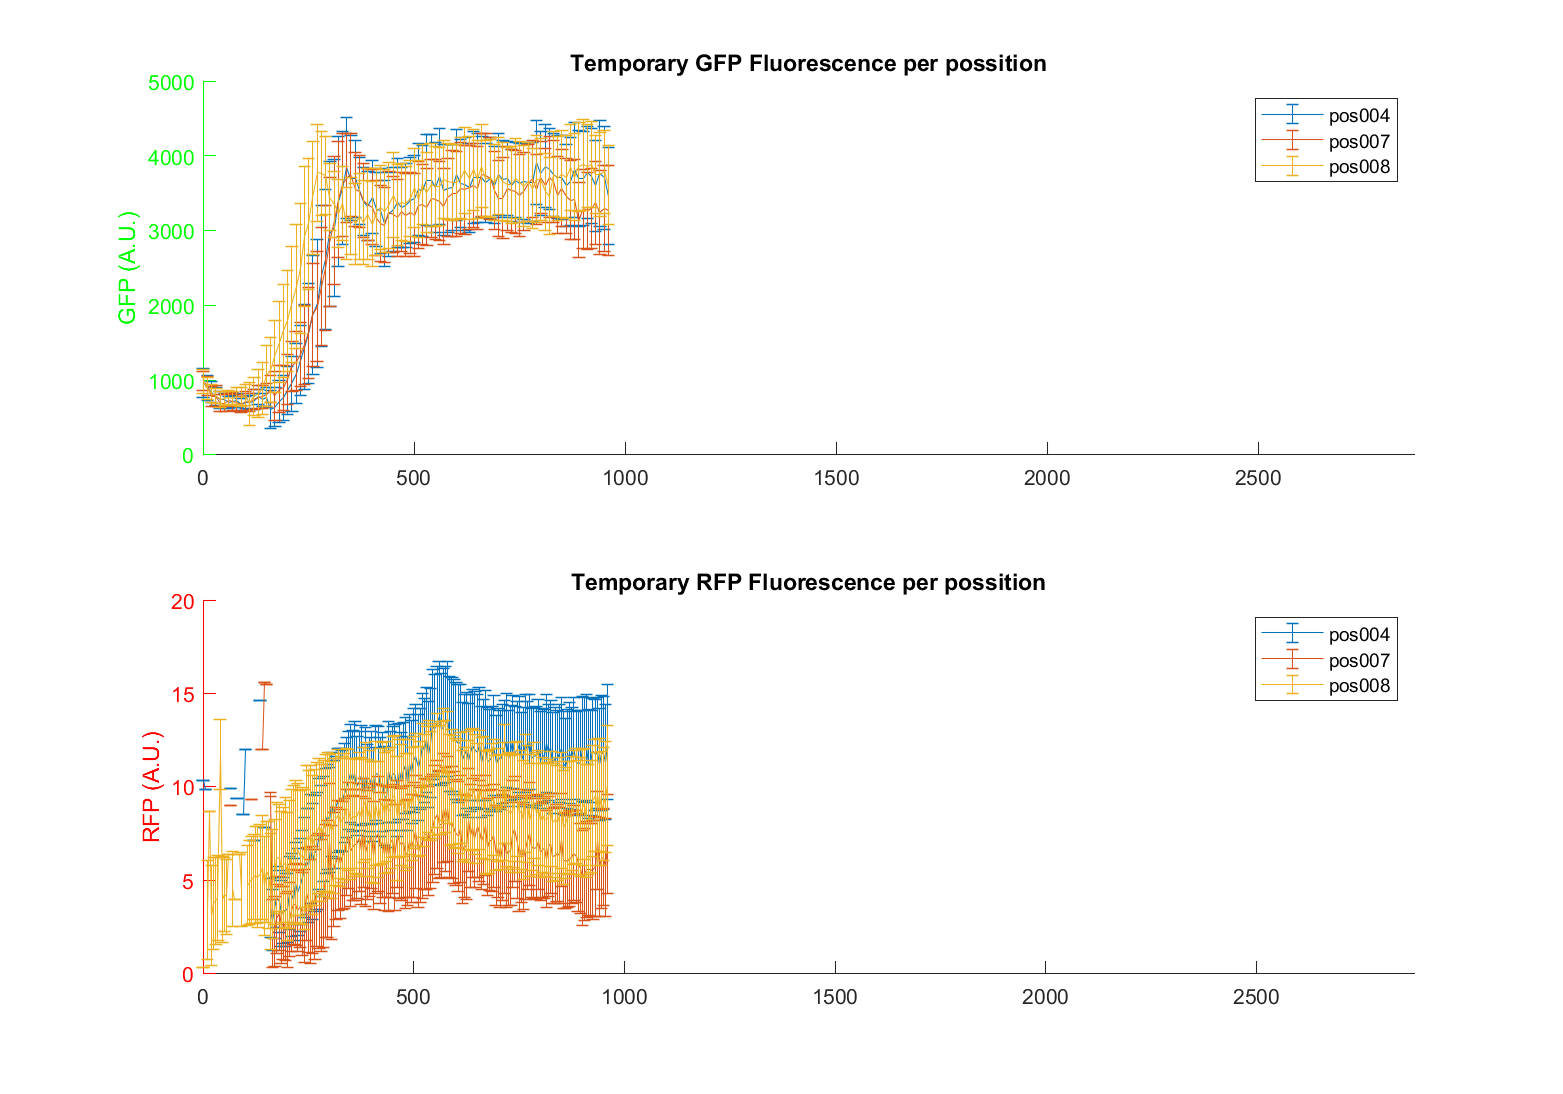 Temporary GFP Fluorescence per possition
5000
4000
3000
2000
1000
0
GFP (A.U.)
0 500 1000 1500 2000 2500
pos004
pos007
pos008
Temporary RFP Fluorescence per possition
20
15
10
5
0
RFP (A.U.)
0 500 1000 1500 2000 2500
pos004
pos007
pos008